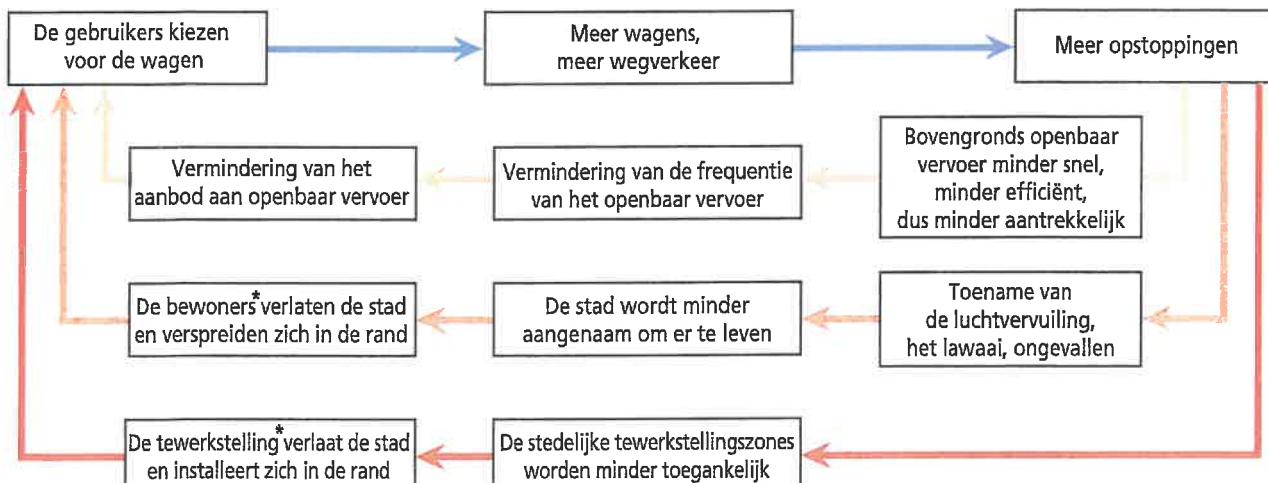 De gebruikers kiezen
voor de wagen
Meer wagens,
meer wegverkeer
Meer opstoppingen
Vermindering van het
aanbod aan openbaar vervoer
Vermindering van de frequentie
van het openbaar vervoer
Bovengronds openbaar
vervoer minder snel,
minder efficiënt,
dus minder aantrekkelijk
De bewoners* verlaten de stad
en verspreiden zich in de rand
De stad wordt minder
aangenaam om er te leven
Toename van
de luchtvervuiling,
het lawaai, ongevallen
De tewerkstelling* verlaat de stad
en installeert zich in de rand
De stedelijke tewerkstellingszones
worden minder toegankelijk